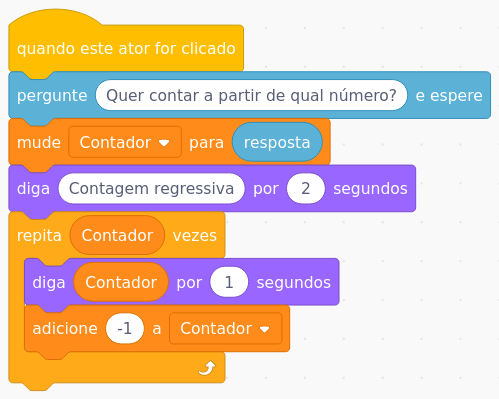 quando este ator for clicado
pergunte Quer contar a partir de qual número? e espere
mude Contador para resposta
diga Contagem regressiva por 2 segundos
repita Contador vezes
diga Contador por 1 segundos
adicione -1 a Contador